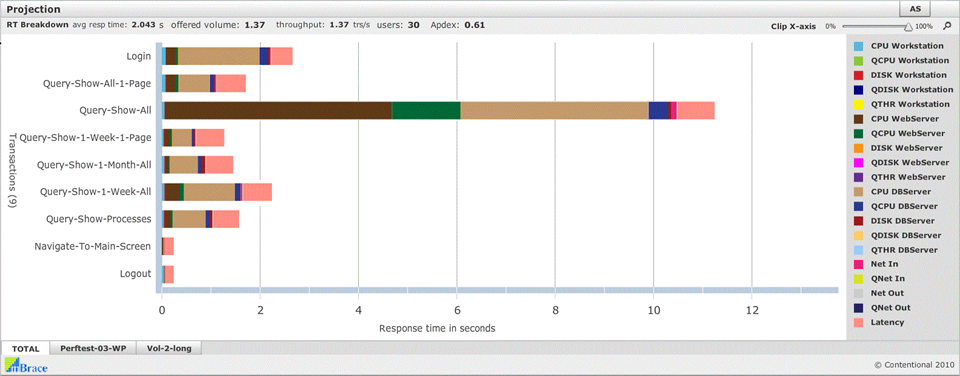 Projection
AS
RT Breakdown avg resp time: 2.043 s offered volume: 1.37 throughput: 1.37 trs/s users: 30 Apdex: 0.61
Clip X-axis 0% 100%
Transactions (9)
Login
Query-Show-All-1-Page
Query-Show-All
Query-Show-1-Week-1-Page
Query-Show-1-Month-All
Query-Show-1-Week-All
Query-Show-Processes
Navigate-To-Main-Screen
Logout
0 2 4 6 8 10 12
Response time in seconds
CPU Workstation
QCPU Workstation
DISK Workstation
QDISK Workstation
QTHR Workstation
CPU WebServer
QCPU WebServer
DISK WebServer
QDISK WebServer
QTHR WebServer
CPU DBServer
QCPU DBServer
DISK DBServer
QDISK DBServer
QTHR DBServer
Net In
QNet In
Net Out
QNet Out
Latency
TOTAL Perftest-03-WP Vol-2-long
mBrace
© Contentional 2010